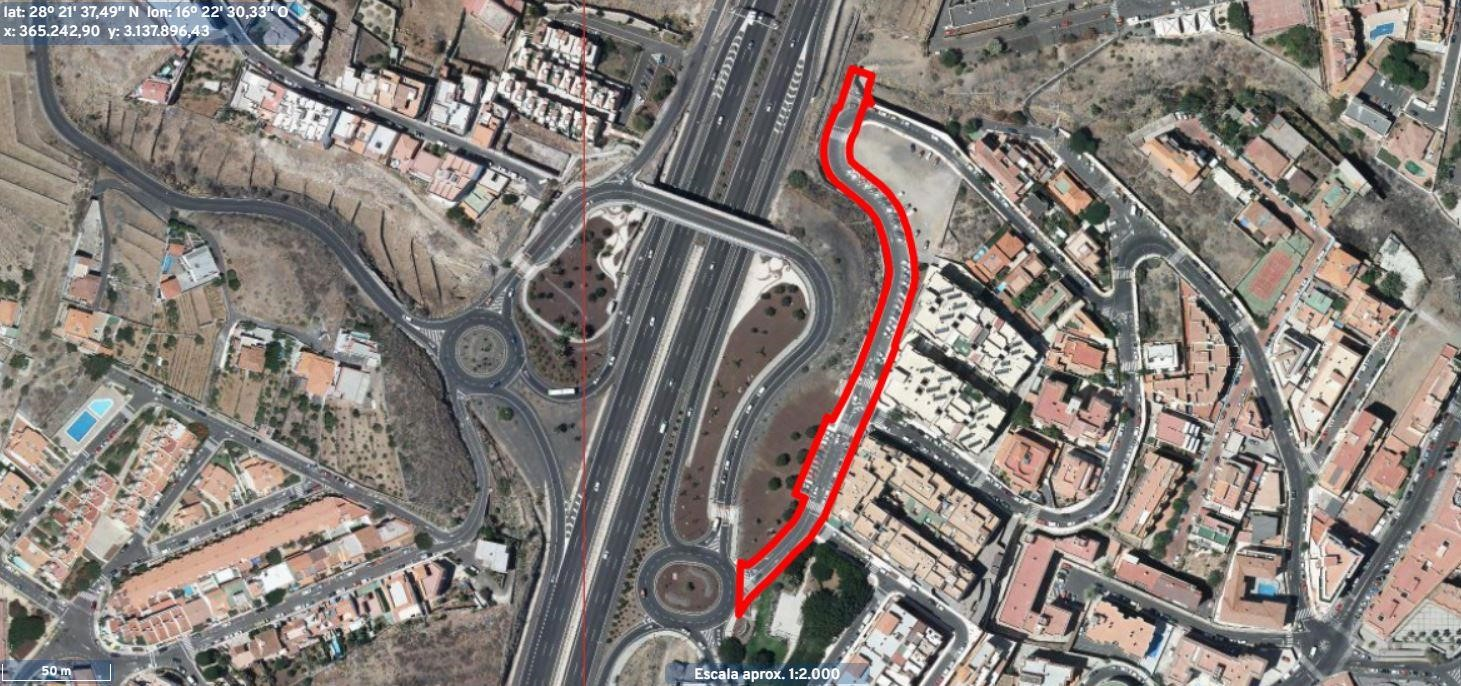 lat: 28º 21' 37,49" N lon: 16º 22' 30,33" O
x: 365.242,90 y: 3.137.896,43
50 m
Escala aprox. 1:2.000